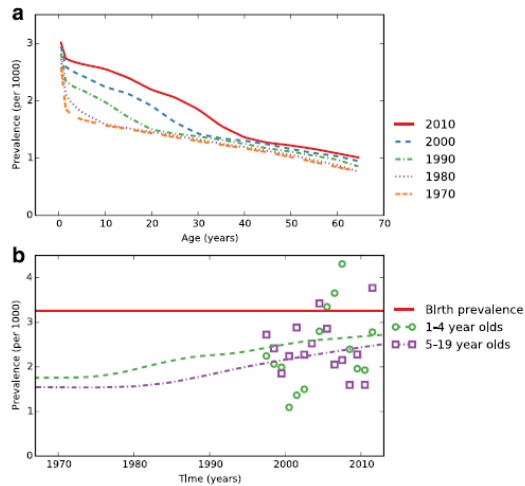 a
3
2
1
0
Prevalence (per 1000)
0 10 20 30 40 50 60 70
Age (years)
2010
2000
1990
1980
1970
b
4
3
2
1
0
Prevalence (per 1000)
1970 1980 1990 2000 2010
Time (years)
Birth prevalence
1-4 year olds
5-19 year olds